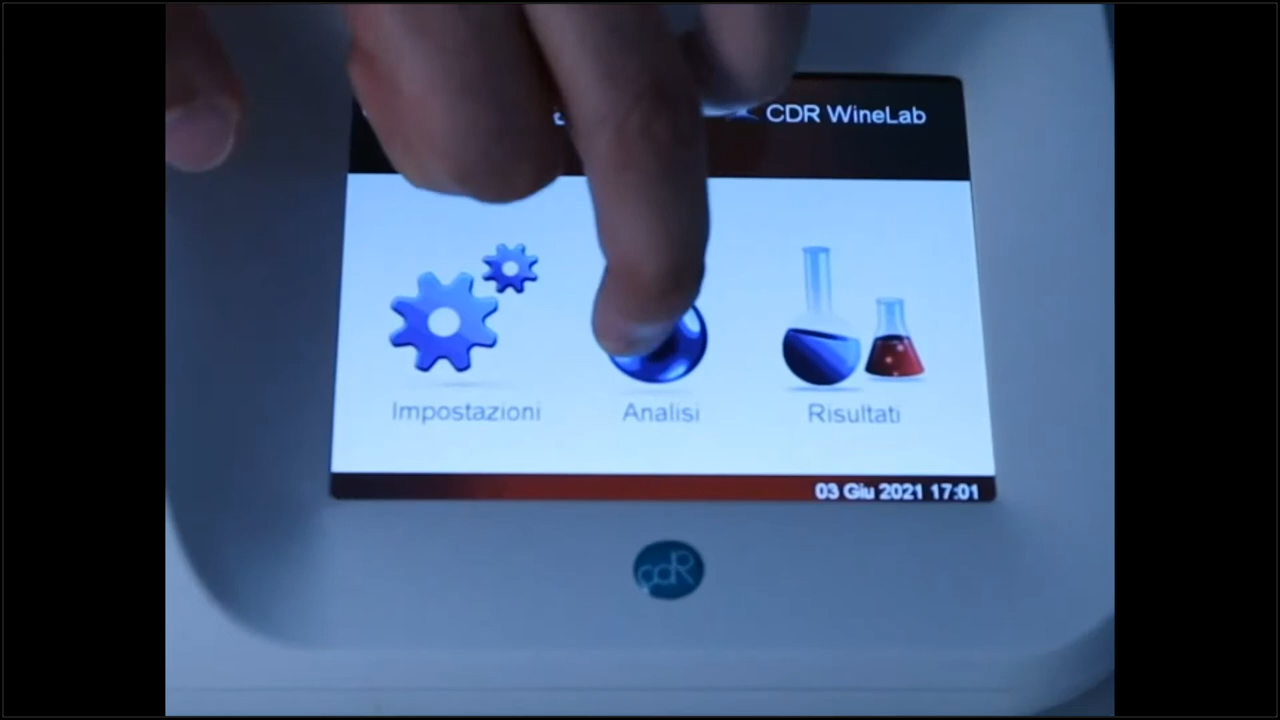 CDR WineLab
Impostazioni
Analisi
Risultati
03 Giu 2021 17:01
cdR